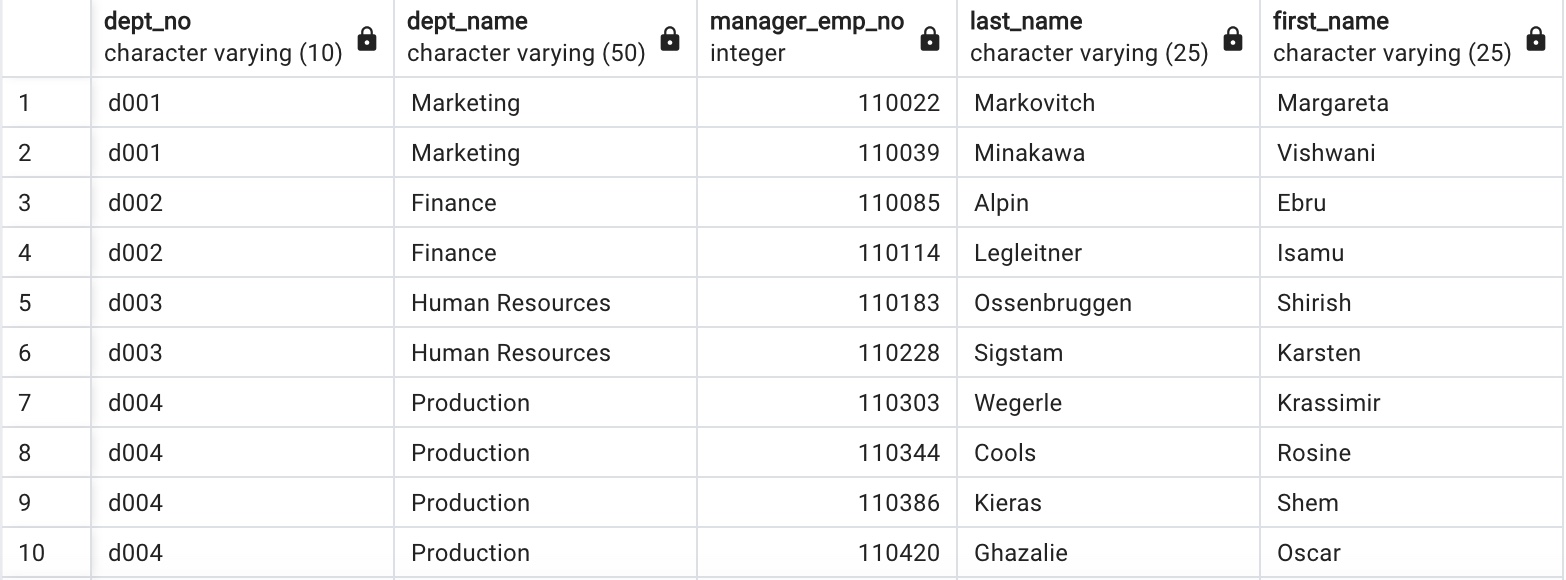 dept_no dept_name manager_emp_no last_name first_name
character varying (10) character varying (50) integer character varying (25) character varying (25)
1 d001 Marketing 110022 Markovitch Margareta
2 d001 Marketing 110039 Minakawa Vishwani
3 d002 Finance 110085 Alpin Ebru
4 d002 Finance 110114 Legleitner Isamu
5 d003 Human Resources 110183 Ossenbruggen Shirish
6 d003 Human Resources 110228 Sigstam Karsten
7 d004 Production 110303 Wegerle Krassimir
8 d004 Production 110344 Cools Rosine
9 d004 Production 110386 Kieras Shem
10 d004 Production 110420 Ghazalie Oscar